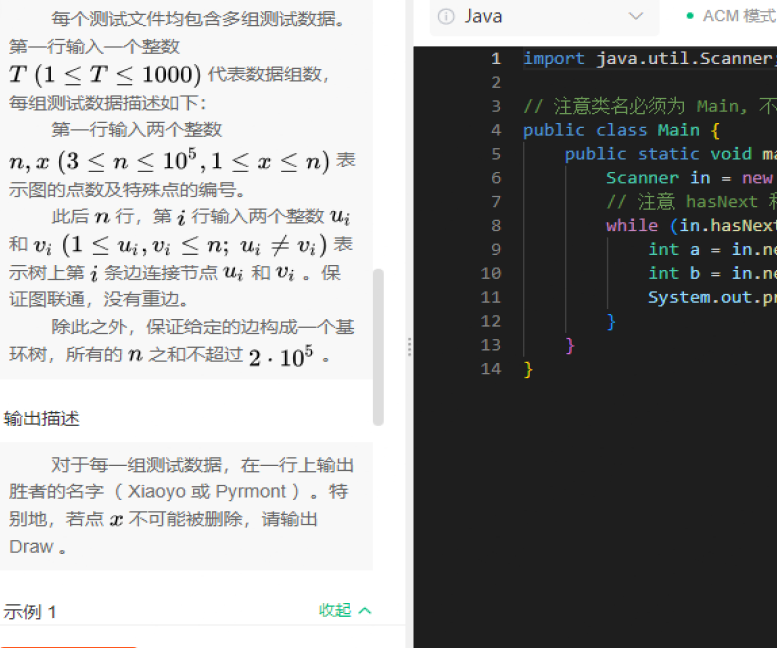 每个测试文件均包含多组测试数据。
第一行输入一个整数
T (1 ≤ T ≤ 1000) 代表数据组数，
每组测试数据描述如下：
第一行输入两个整数
n, x (3 ≤ n ≤ 10^5, 1 ≤ x ≤ n) 表
示图的点数及特殊点的编号。
此后 n 行，第 i 行输入两个整数 u_i
和 v_i (1 ≤ u_i, v_i ≤ n; u_i ≠ v_i) 表
示树上第 i 条边连接节点 u_i 和 v_i 。保
证图联通，没有重边。
除此之外，保证给定的边构成一个基
环树，所有的 n 之和不超过 2 · 10^5 。
输出描述
对于每一组测试数据，在一行上输出
胜者的名字（ Xiaoyo 或 Pyrmont ）。特
别地，若点 x 不可能被删除，请输出
Draw 。
示例 1 收起
Java ACM 模式
1 import java.util.Scanner;
2
3 // 注意类名必须为 Main, 不
4 public class Main {
5 public static void ma
6 Scanner in = new
7 // 注意 hasNext 和
8 while (in.hasNext
9 int a = in.ne
10 int b = in.ne
11 System.out.pr
12 }
13 }
14 }